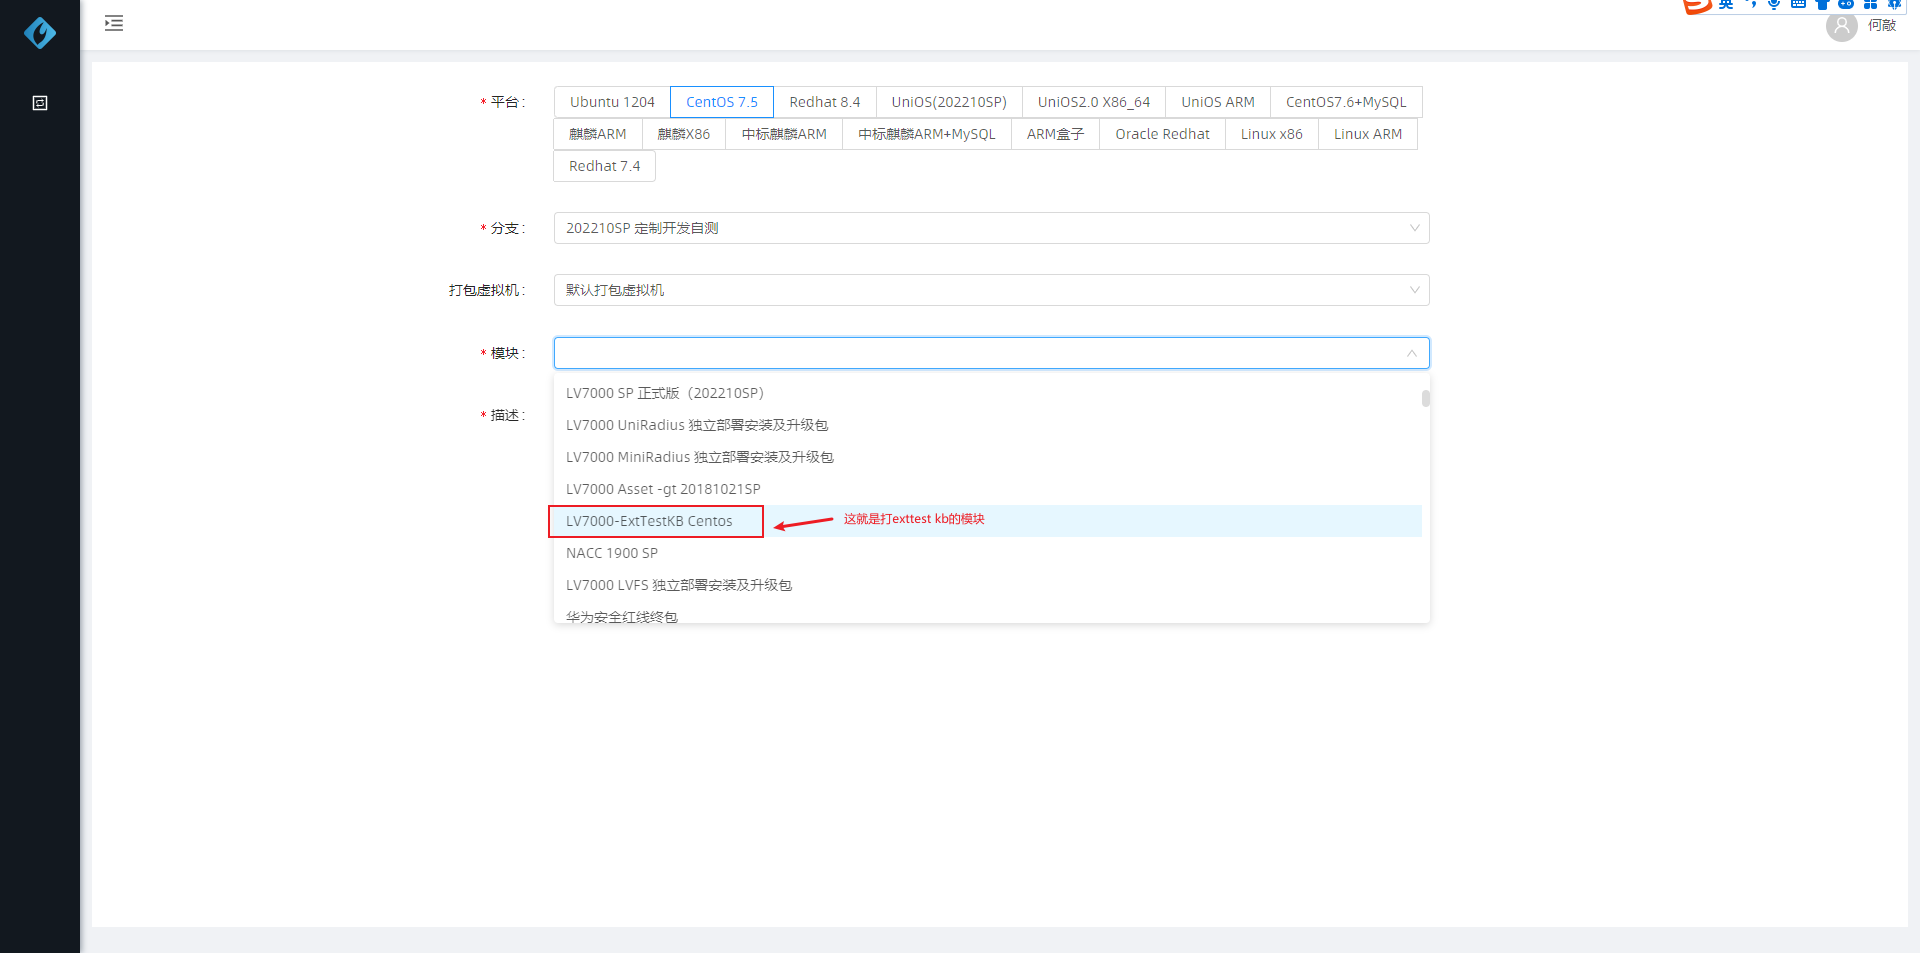 英
何敲
* 平台： Ubuntu 1204 CentOS 7.5 Redhat 8.4 UniOS(202210SP) UniOS2.0 X86_64 UniOS ARM CentOS7.6+MySQL
麒麟ARM 麒麟X86 中标麒麟ARM 中标麒麟ARM+MySQL ARM盒子 Oracle Redhat Linux x86 Linux ARM
Redhat 7.4
* 分支： 202210SP 定制开发自测
打包虚拟机： 默认打包虚拟机
* 模块：
LV7000 SP 正式版（202210SP）
* 描述：
LV7000 UniRadius 独立部署安装及升级包
LV7000 MiniRadius 独立部署安装及升级包
LV7000 Asset -gt 20181021SP
LV7000-ExtTestKB Centos 这就是打exttest kb的模块
NACC 1900 SP
LV7000 LVFS 独立部署安装及升级包
华为安全红线终包